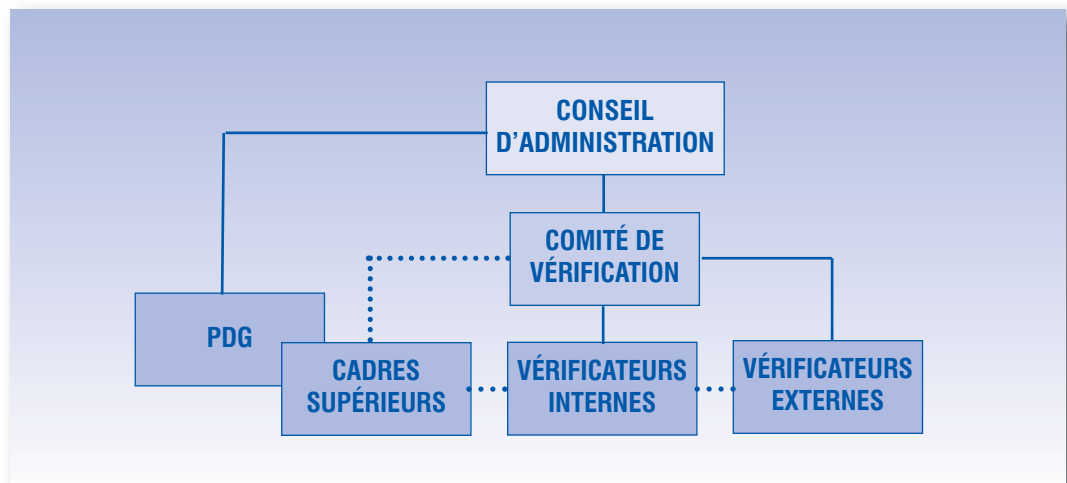 CONSEIL
D’ADMINISTRATION
COMITÉ DE
VÉRIFICATION
PDG
CADRES
SUPÉRIEURS
VÉRIFICATEURS
INTERNES
VÉRIFICATEURS
EXTERNES